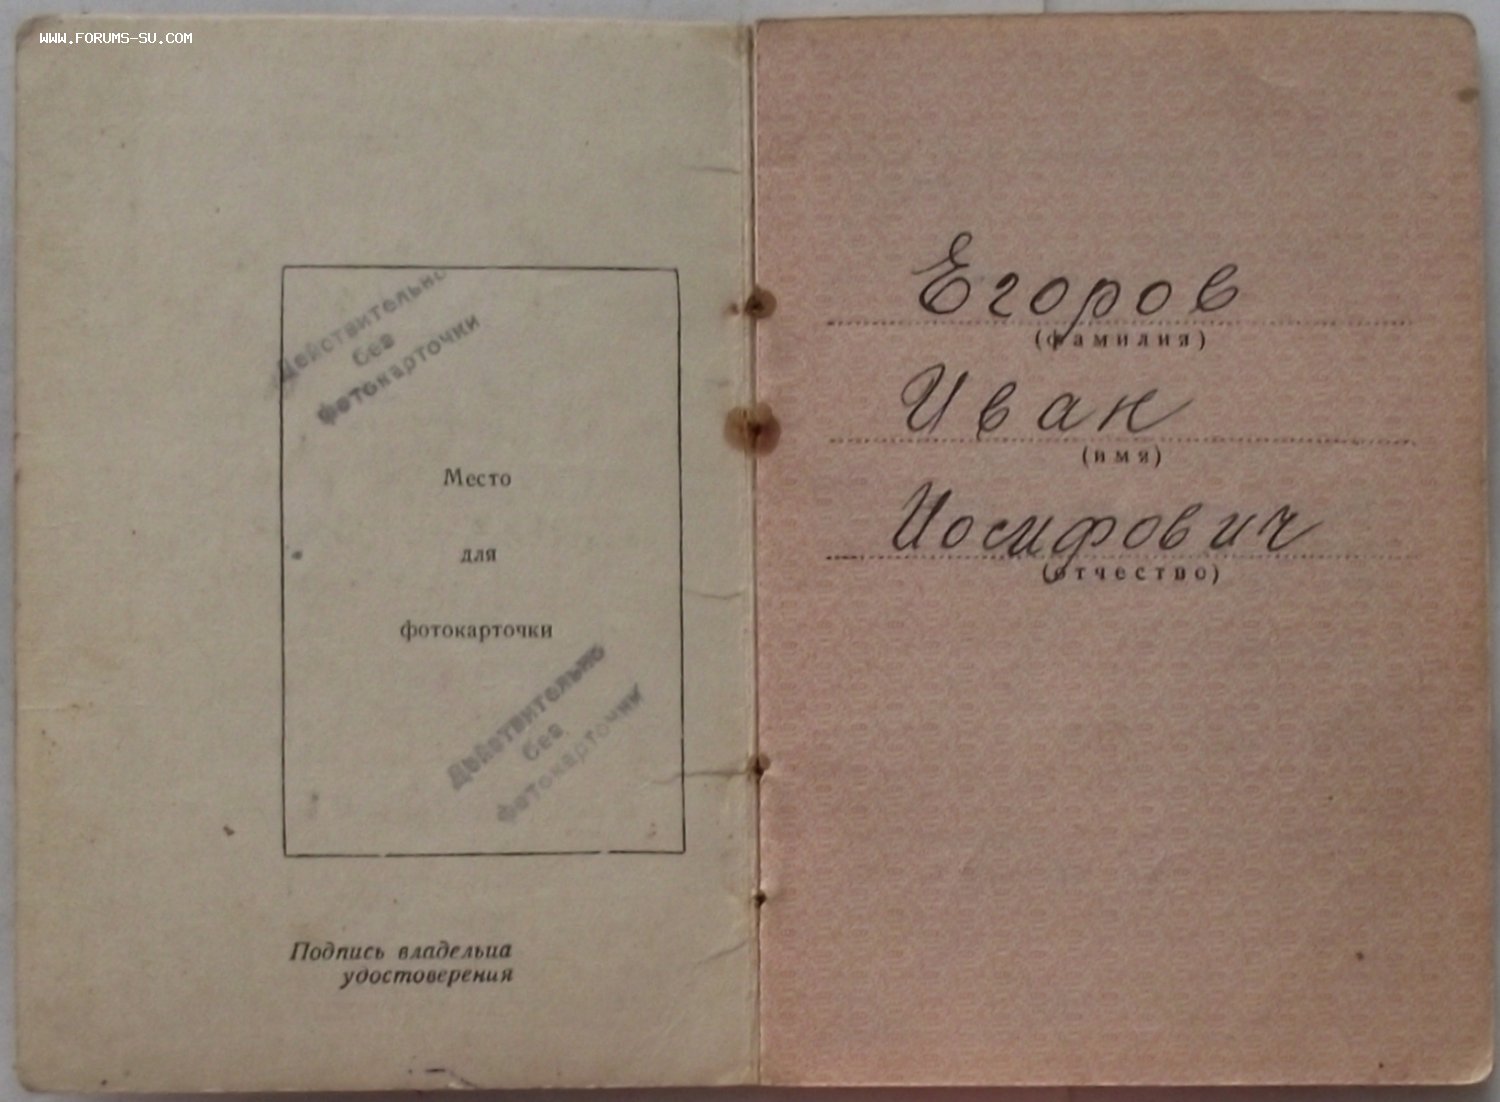 WWW.FORUMS-SU.COM
Действительно
без
фотокарточки
Место
для
фотокарточки
Действительно
без
фотокарточки
Подпись владельца
удостоверения
Егоров
(фамилия)
Иван
(имя)
Иосифович
(отчество)